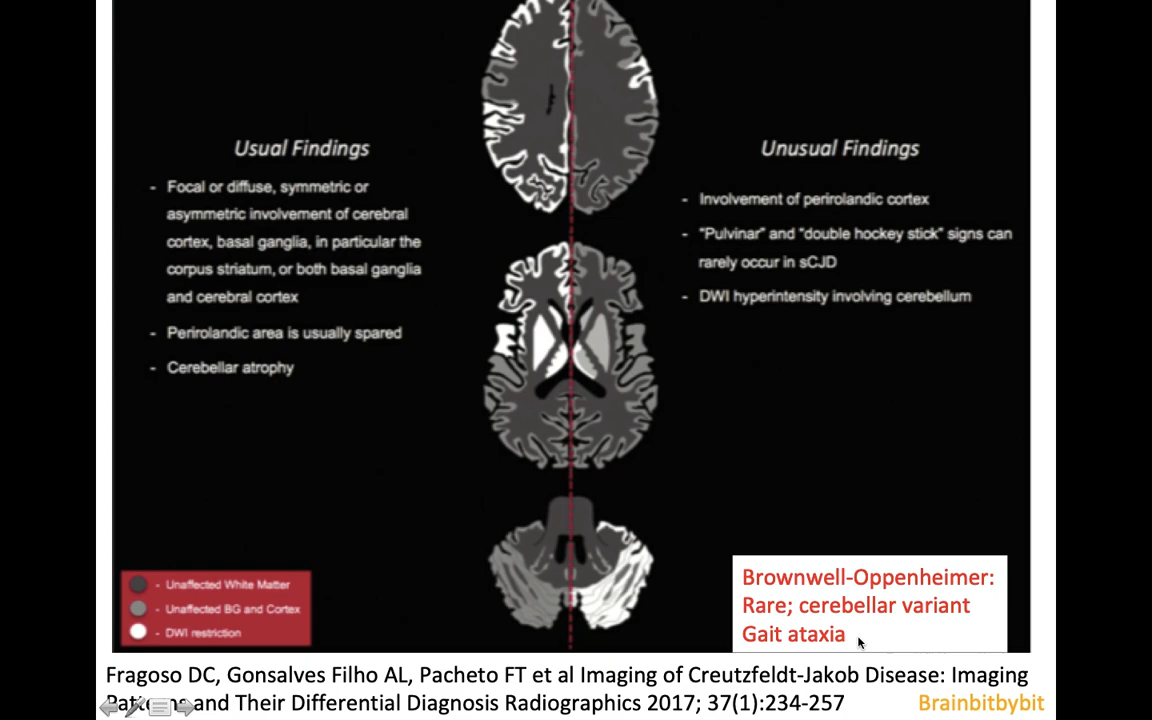 Usual Findings
- Focal or diffuse, symmetric or
asymmetric involvement of cerebral
cortex, basal ganglia, in particular the
corpus striatum, or both basal ganglia
and cerebral cortex
- Perirolandic area is usually spared
- Cerebellar atrophy
Unusual Findings
- Involvement of perirolandic cortex
- “Pulvinar” and “double hockey stick” signs can
rarely occur in sCJD
- DWI hyperintensity involving cerebellum
- Unaffected White Matter
- Unaffected BG and Cortex
- DWI restriction
Brownwell-Oppenheimer:
Rare; cerebellar variant
Gait ataxia
Fragoso DC, Gonsalves Filho AL, Pacheto FT et al Imaging of Creutzfeldt-Jakob Disease: Imaging
Patterns and Their Differential Diagnosis Radiographics 2017; 37(1):234-257
Brainbitbybit